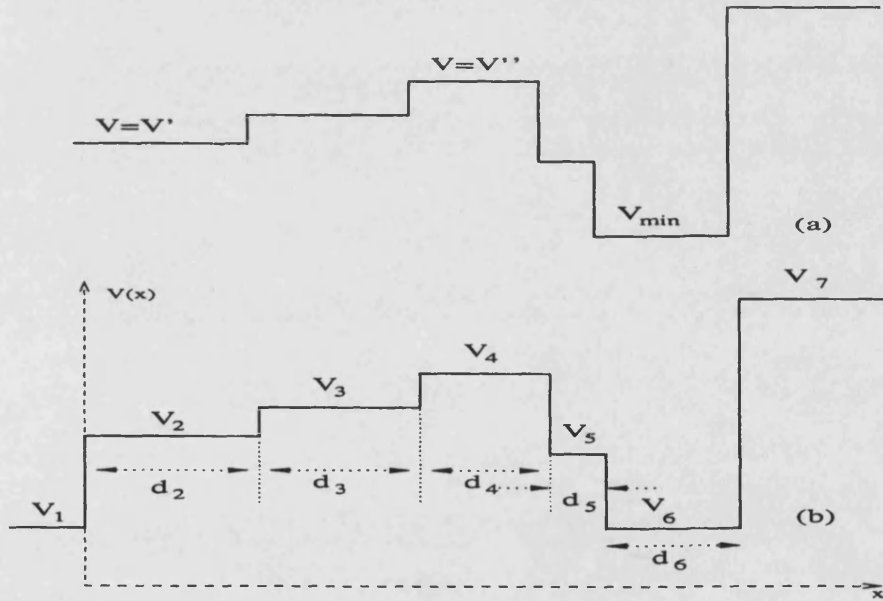 V=V''
V=V'
V_min
(a)
V(x)
V_7
V_4
V_3
V_2
V_5
d_2
d_3
d_4
d_5
V_6
V_1
(b)
d_6
x